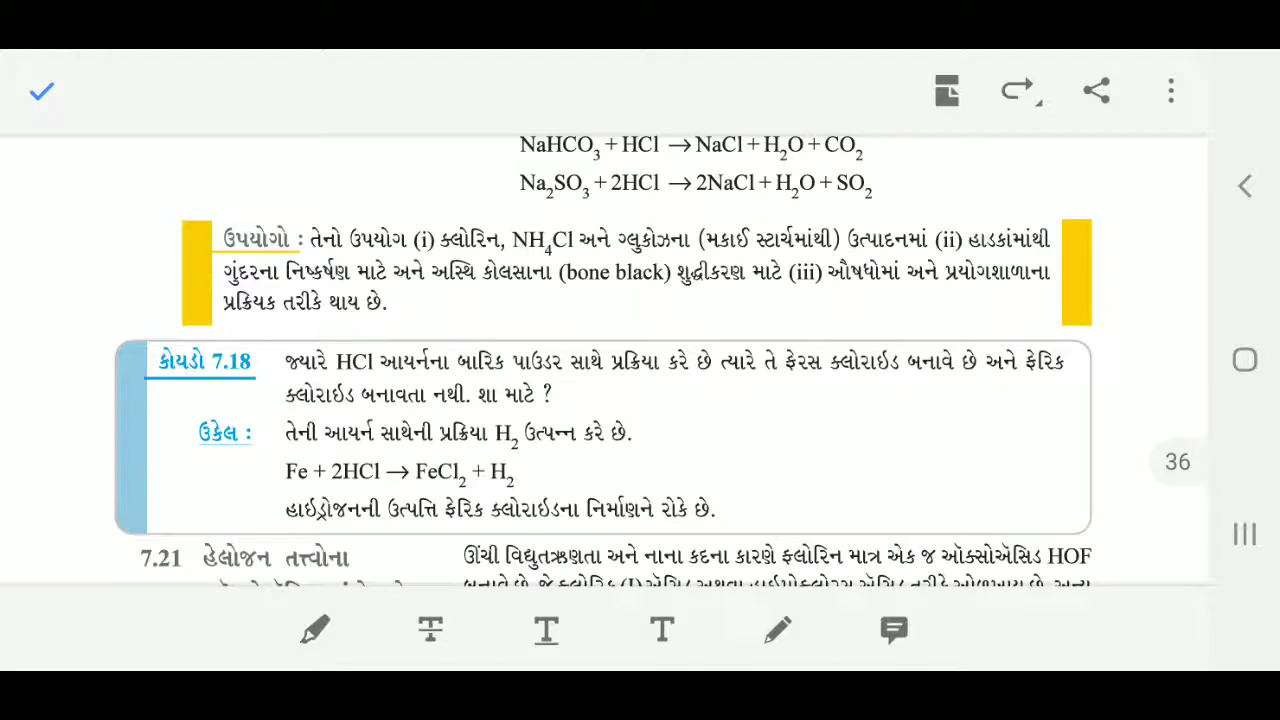 NaHCO₃ + HCl → NaCl + H₂O + CO₂
Na₂SO₃ + 2HCl → 2NaCl + H₂O + SO₂
ઉપયોગો : તેનો ઉપયોગ (i) ક્લોરિન, NH₄Cl અને ગ્લુકોઝના (મકાઈ સ્ટાર્ચમાંથી) ઉત્પાદનમાં (ii) હાડકાંમાંથી
ગુંદરના નિષ્કર્ષણ માટે અને અસ્થિ કોલસાના (bone black) શુદ્ધીકરણ માટે (iii) ઔષધોમાં અને પ્રયોગશાળાના
પ્રક્રિયક તરીકે થાય છે.
કોયડો 7.18 જ્યારે HCl આયર્નના બારિક પાઉડર સાથે પ્રક્રિયા કરે છે ત્યારે તે ફેરસ ક્લોરાઇડ બનાવે છે અને ફેરિક
ક્લોરાઇડ બનાવતા નથી. શા માટે ?
ઉકેલ : તેની આયર્ન સાથેની પ્રક્રિયા H₂ ઉત્પન્ન કરે છે.
Fe + 2HCl → FeCl₂ + H₂
36
હાઇડ્રોજનની ઉત્પત્તિ ફેરિક ક્લોરાઇડના નિર્માણને રોકે છે.
7.21 હેલોજન તત્ત્વોના ઊંચી વિદ્યુતઋણતા અને નાના કદના કારણે ફ્લોરિન માત્ર એક જ ઑક્સોઍસિડ HOF